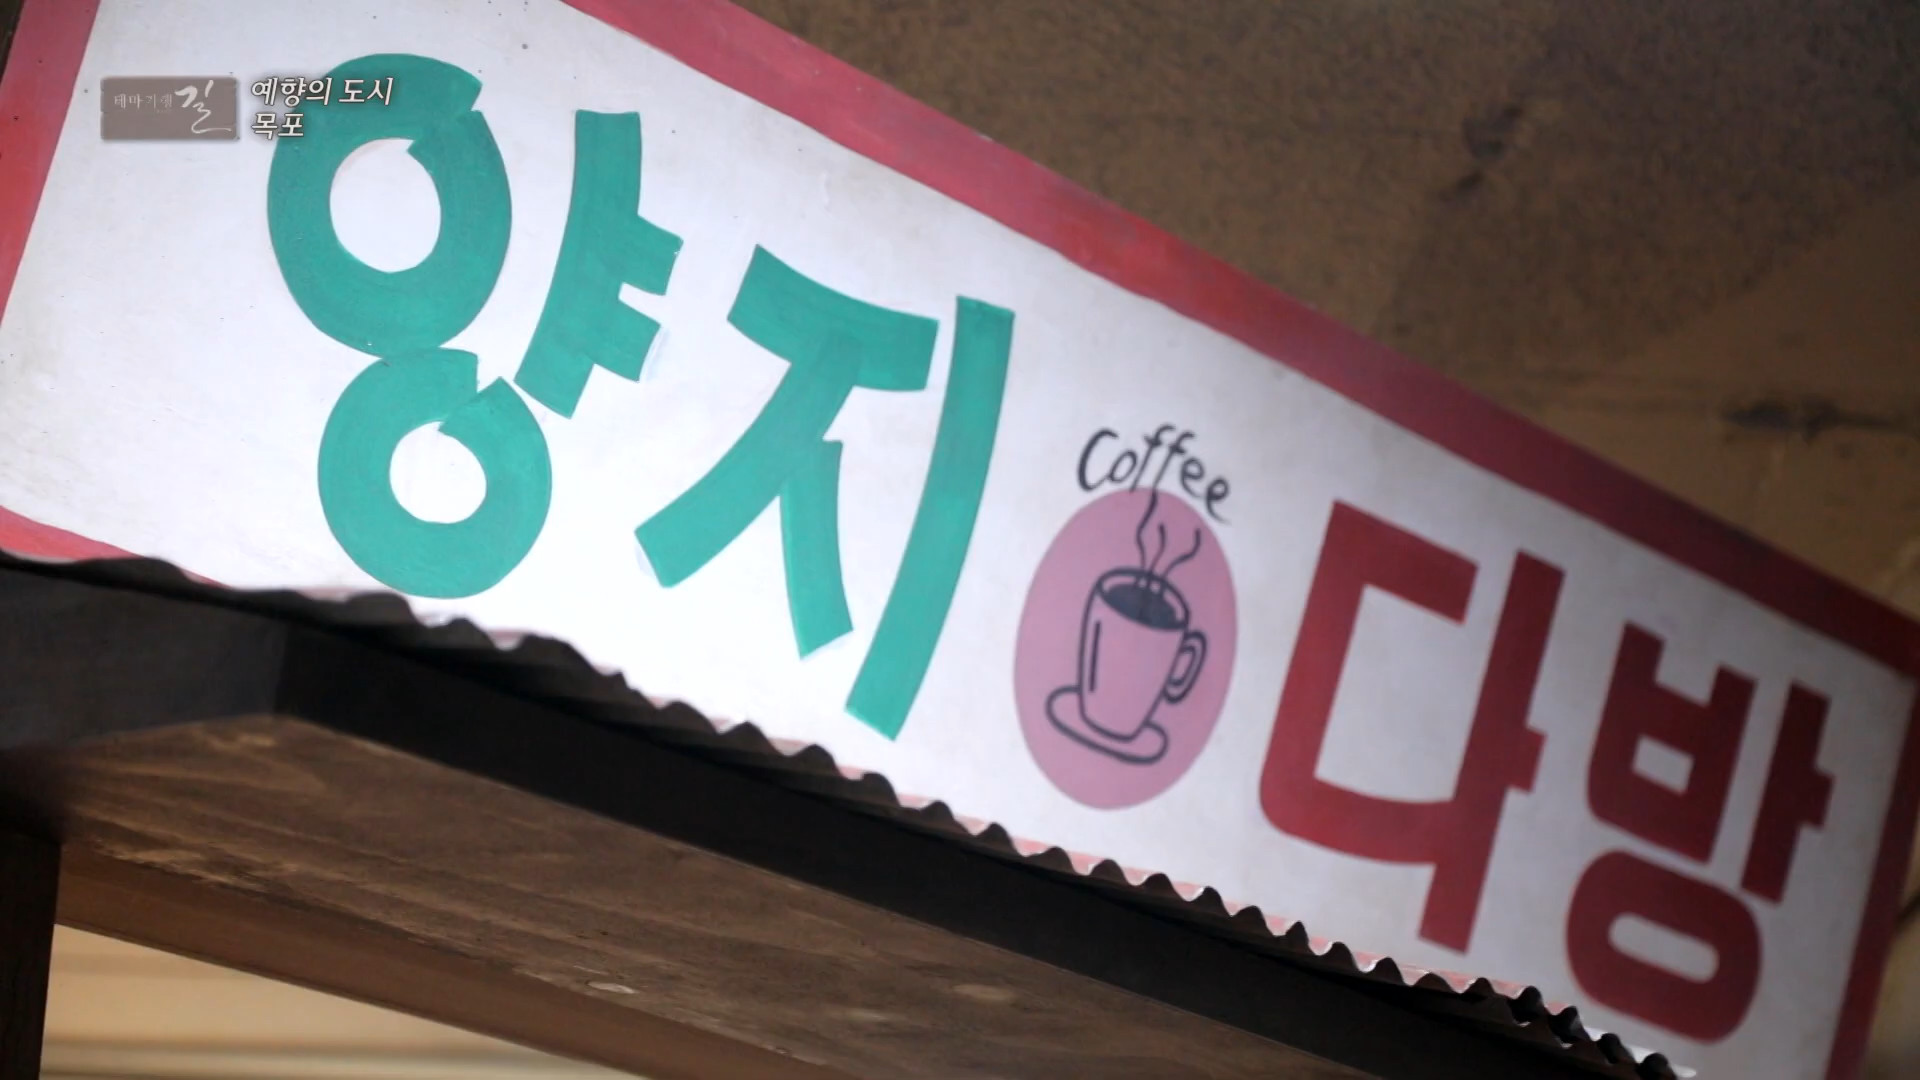 테마기행 길
예향의 도시
목포
양지 다방
coffee